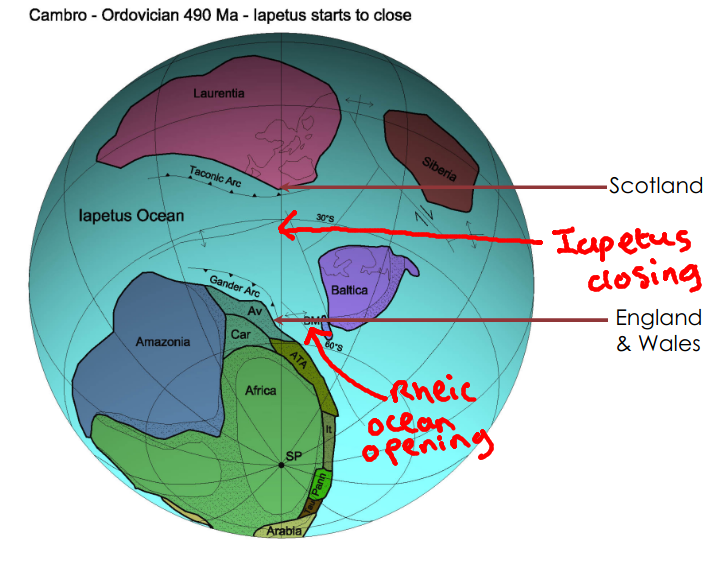 Cambro - Ordovician 490 Ma - Iapetus starts to close
Laurentia
Siberia
Taconic Arc
Scotland
Iapetus Ocean
30°S
Iapetus
closing
Gander Arc
Baltica
Av
BM
England
& Wales
Car
60°S
Amazonia
ATA
Africa
Rheic
ocean
opening
It
SP
Pann
Arabia